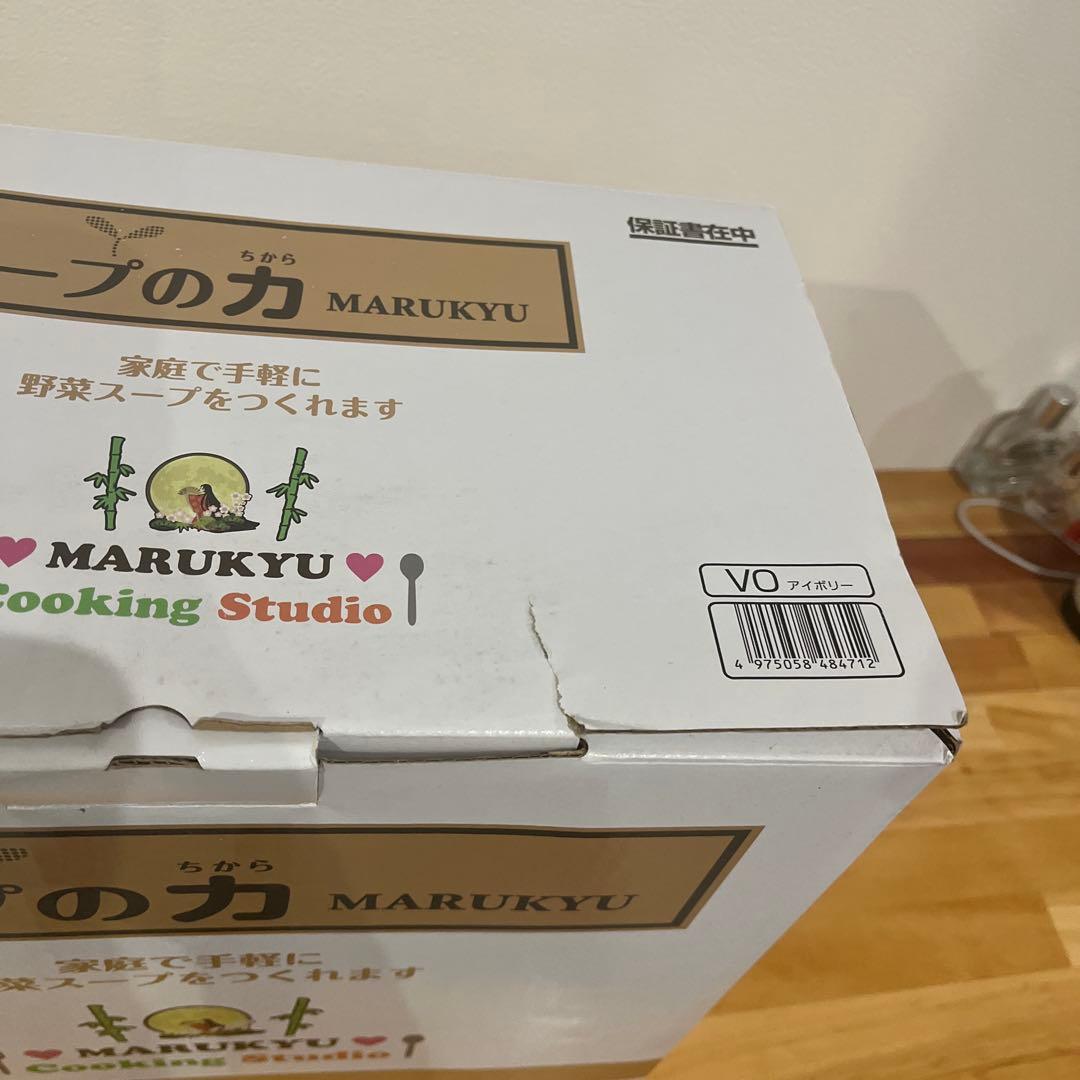 保証書在中
ちから
ープの力 MARUKYU
家庭で手軽に
野菜スープをつくれます
MARUKYU
Cooking Studio
VO アイボリー
4 975058 484712
ちから
プの力 MARUKYU
家庭で手軽に
菜スープをつくれます
MARUKYU
Cooking Studio